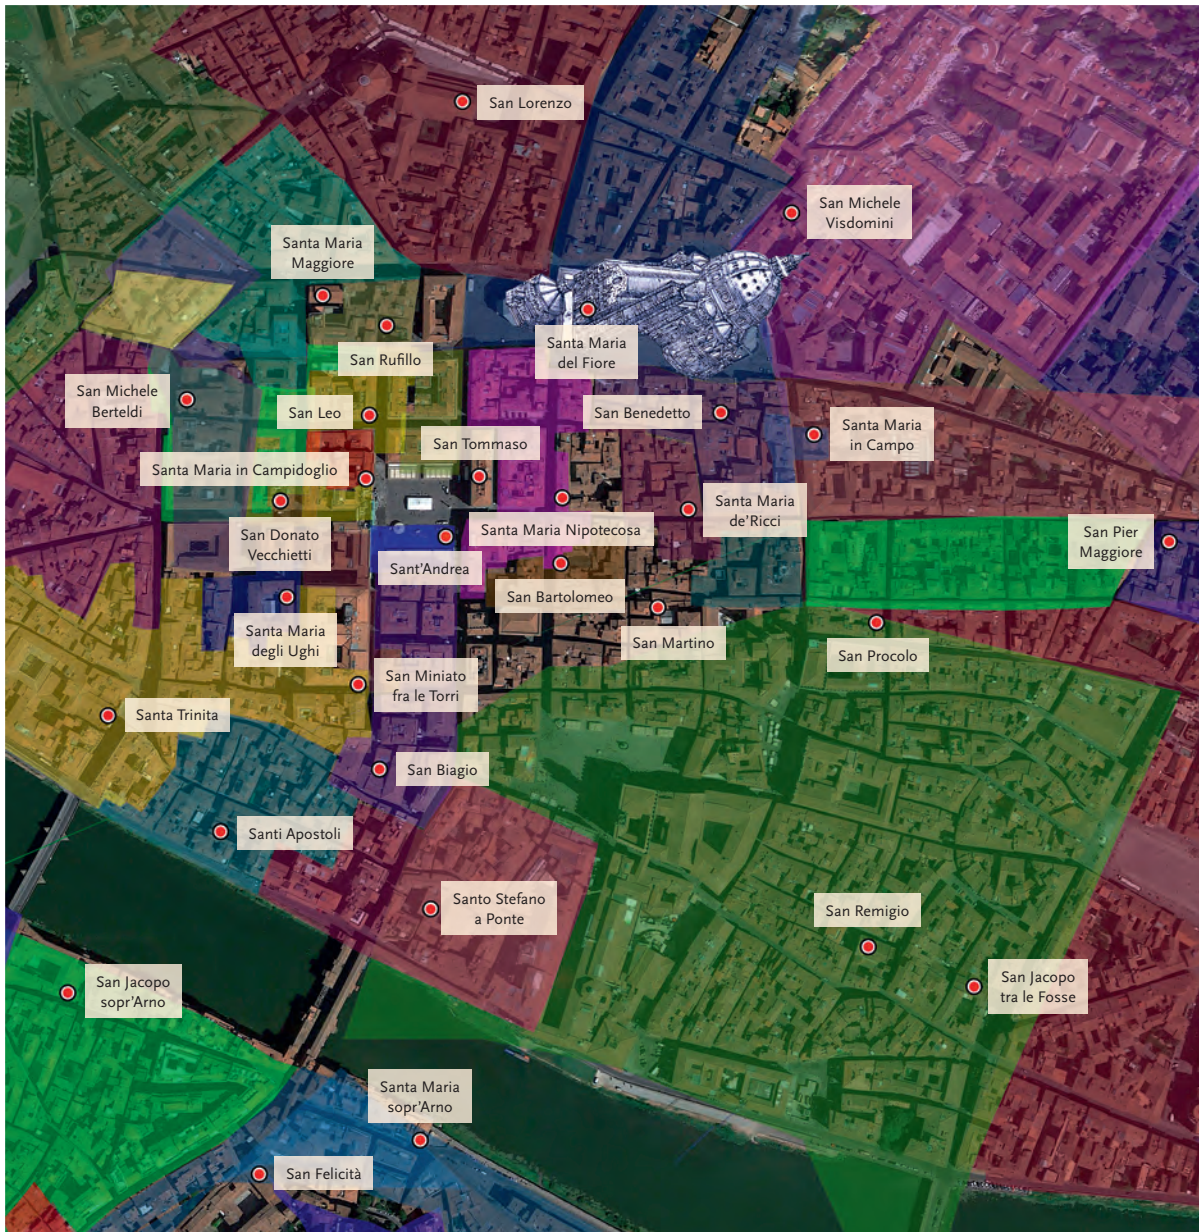 San Lorenzo
San Michele
Visdomini
Santa Maria
Maggiore
Santa Maria
del Fiore
San Rufillo
San Michele
Berteldi
San Leo
San Benedetto
Santa Maria
in Campo
San Tommaso
Santa Maria in Campidoglio
Santa Maria
de'Ricci
San Donato
Vecchietti
Santa Maria Nipotecosa
San Pier
Maggiore
Sant'Andrea
San Bartolomeo
Santa Maria
degli Ughi
San Martino
San Procolo
San Miniato
fra le Torri
Santa Trinita
San Biagio
Santi Apostoli
Santo Stefano
a Ponte
San Remigio
San Jacopo
sopr'Arno
San Jacopo
tra le Fosse
Santa Maria
sopr'Arno
San Felicità